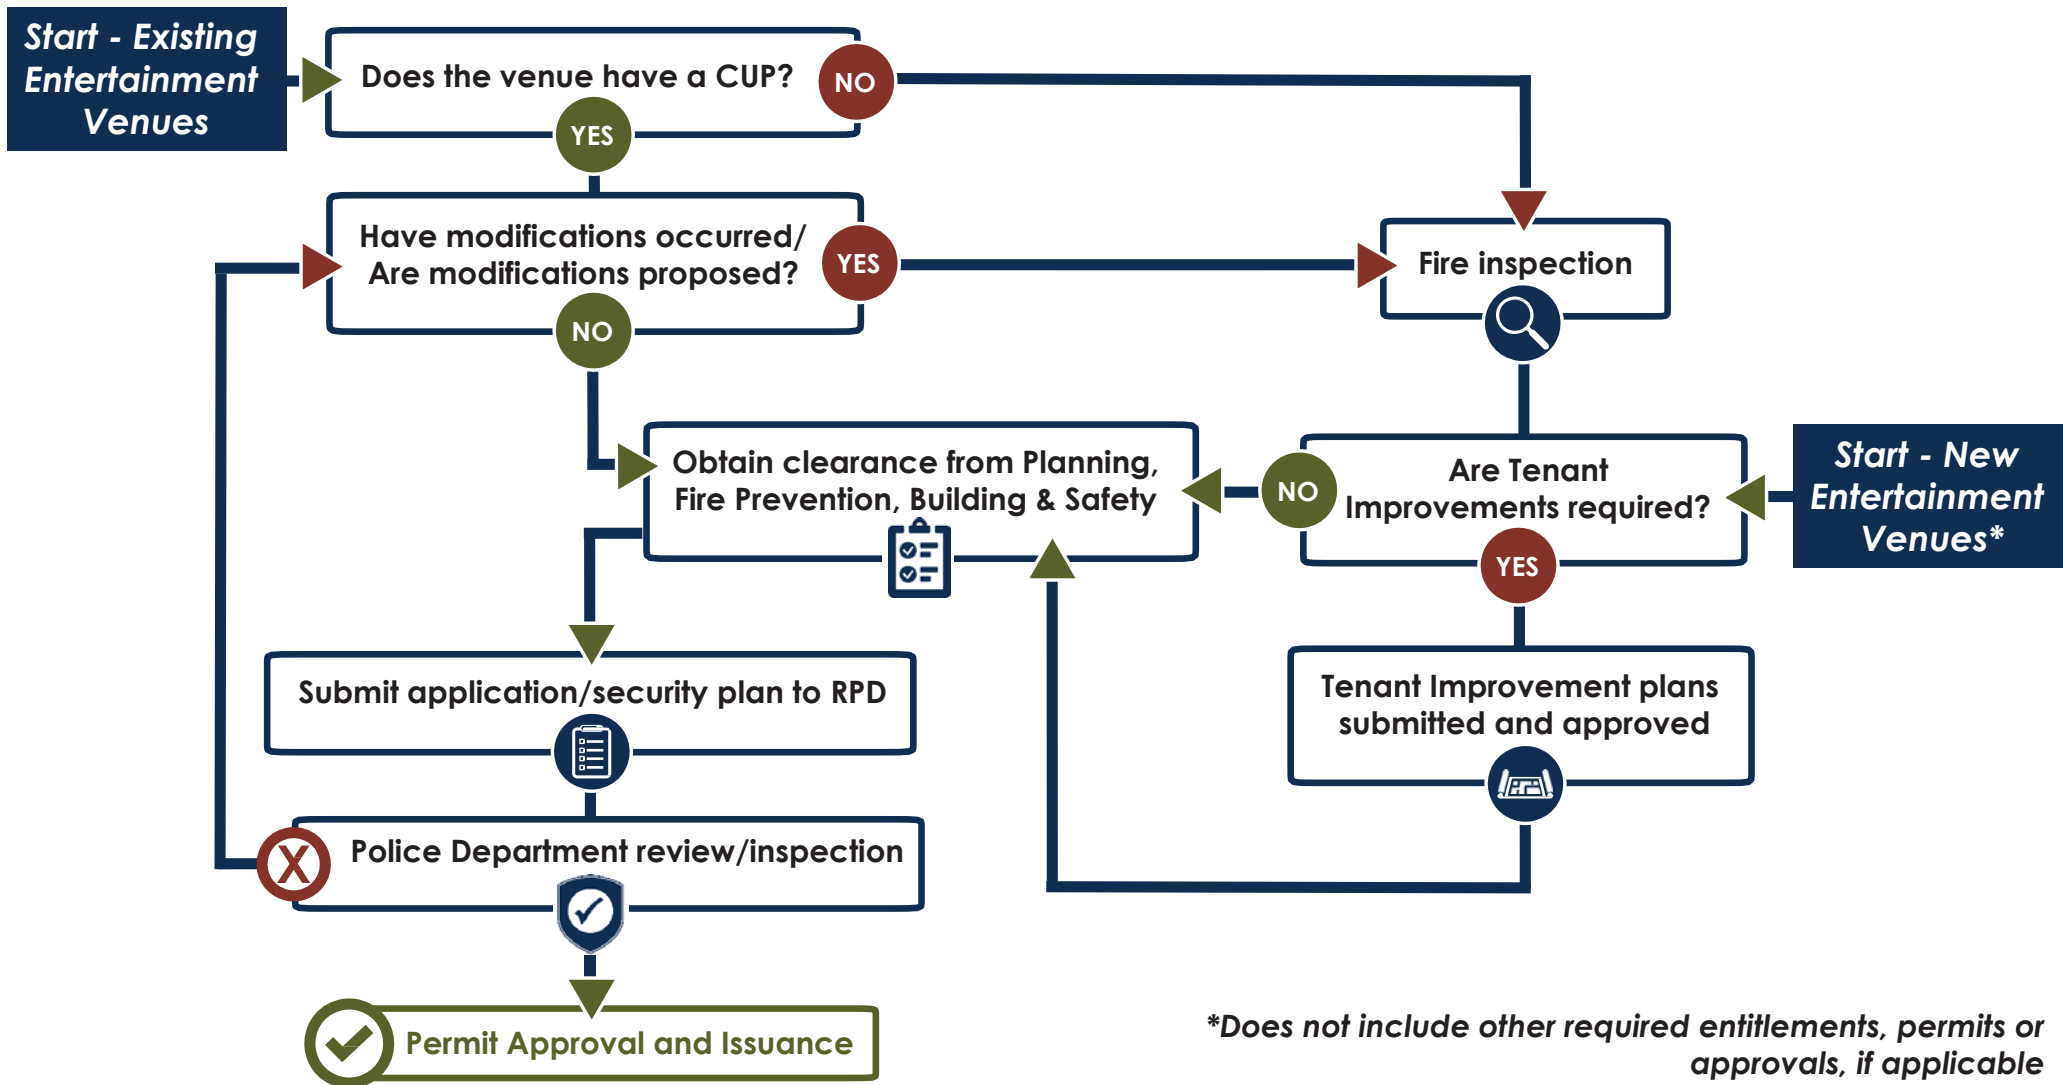 Start - Existing
Entertainment
Venues
Does the venue have a CUP?
NO
YES
Have modifications occurred/
Are modifications proposed?
YES
NO
Fire inspection
Obtain clearance from Planning,
Fire Prevention, Building & Safety
NO
Are Tenant
Improvements required?
YES
Start - New
Entertainment
Venues*
Submit application/security plan to RPD
Tenant Improvement plans
submitted and approved
X
Police Department review/inspection
Permit Approval and Issuance
*Does not include other required entitlements, permits or
approvals, if applicable